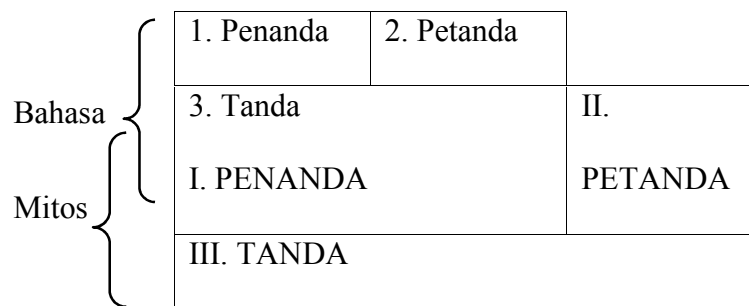 1. Penanda 2. Petanda
Bahasa
3. Tanda II.
I. PENANDA PETANDA
Mitos
III. TANDA